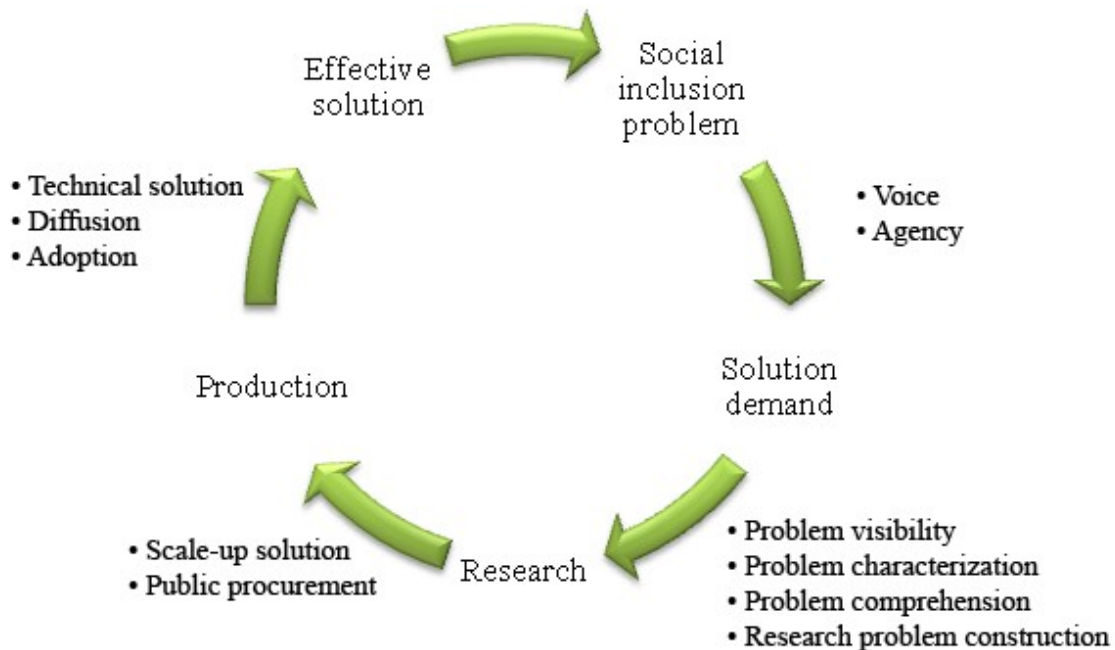 Effective
solution
Social
inclusion
problem
• Voice
• Agency
Solution
demand
• Problem visibility
• Problem characterization
• Problem comprehension
• Research problem construction
Research
• Scale-up solution
• Public procurement
Production
• Technical solution
• Diffusion
• Adoption